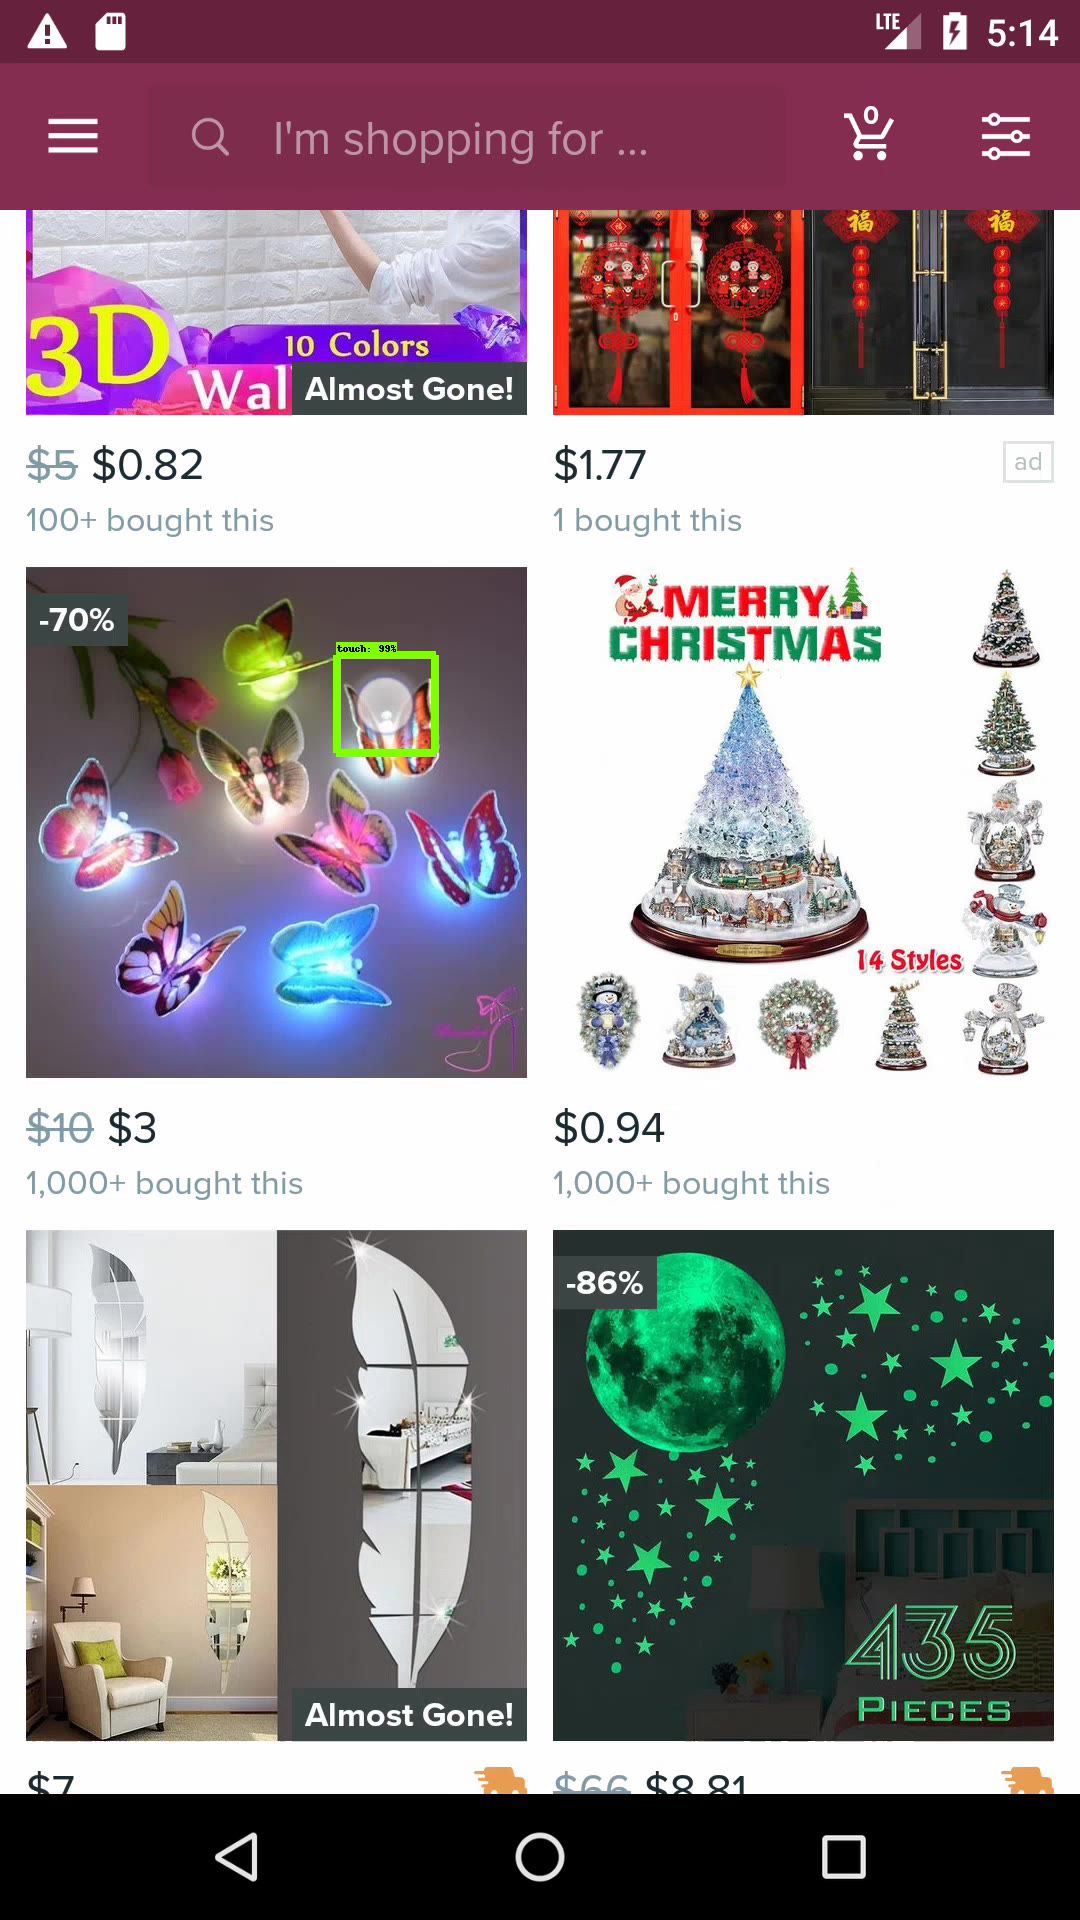 LTE 5:14
I'm shopping for ...
0
3D
10 Colors
Wal
Almost Gone!
福 福
$5 $0.82
100+ bought this
$1.77
ad
1 bought this
-70%
touch: 99%
MERRY
CHRISTMAS
14 Styles
$10 $3
1,000+ bought this
$0.94
1,000+ bought this
Almost Gone!
-86%
435
PIECES
$7
$66 $8.81